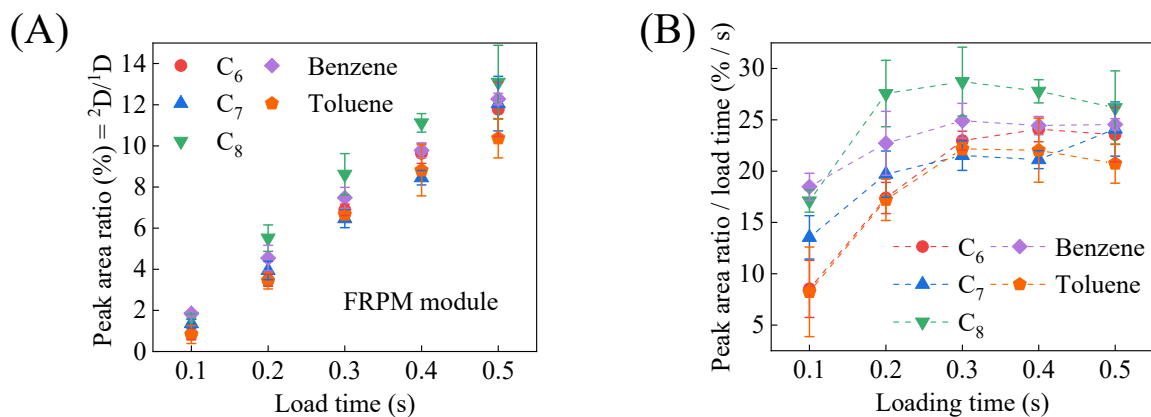 (A)
Peak area ratio (%) = ²D/¹D
14
12
10
8
6
4
2
0
C₆ Benzene
C₇ Toluene
C₈
FRPM module
0.1 0.2 0.3 0.4 0.5
Load time (s)
(B)
Peak area ratio / load time (% / s)
30
25
20
15
10
5
C₆ Benzene
C₇ Toluene
C₈
0.1 0.2 0.3 0.4 0.5
Loading time (s)